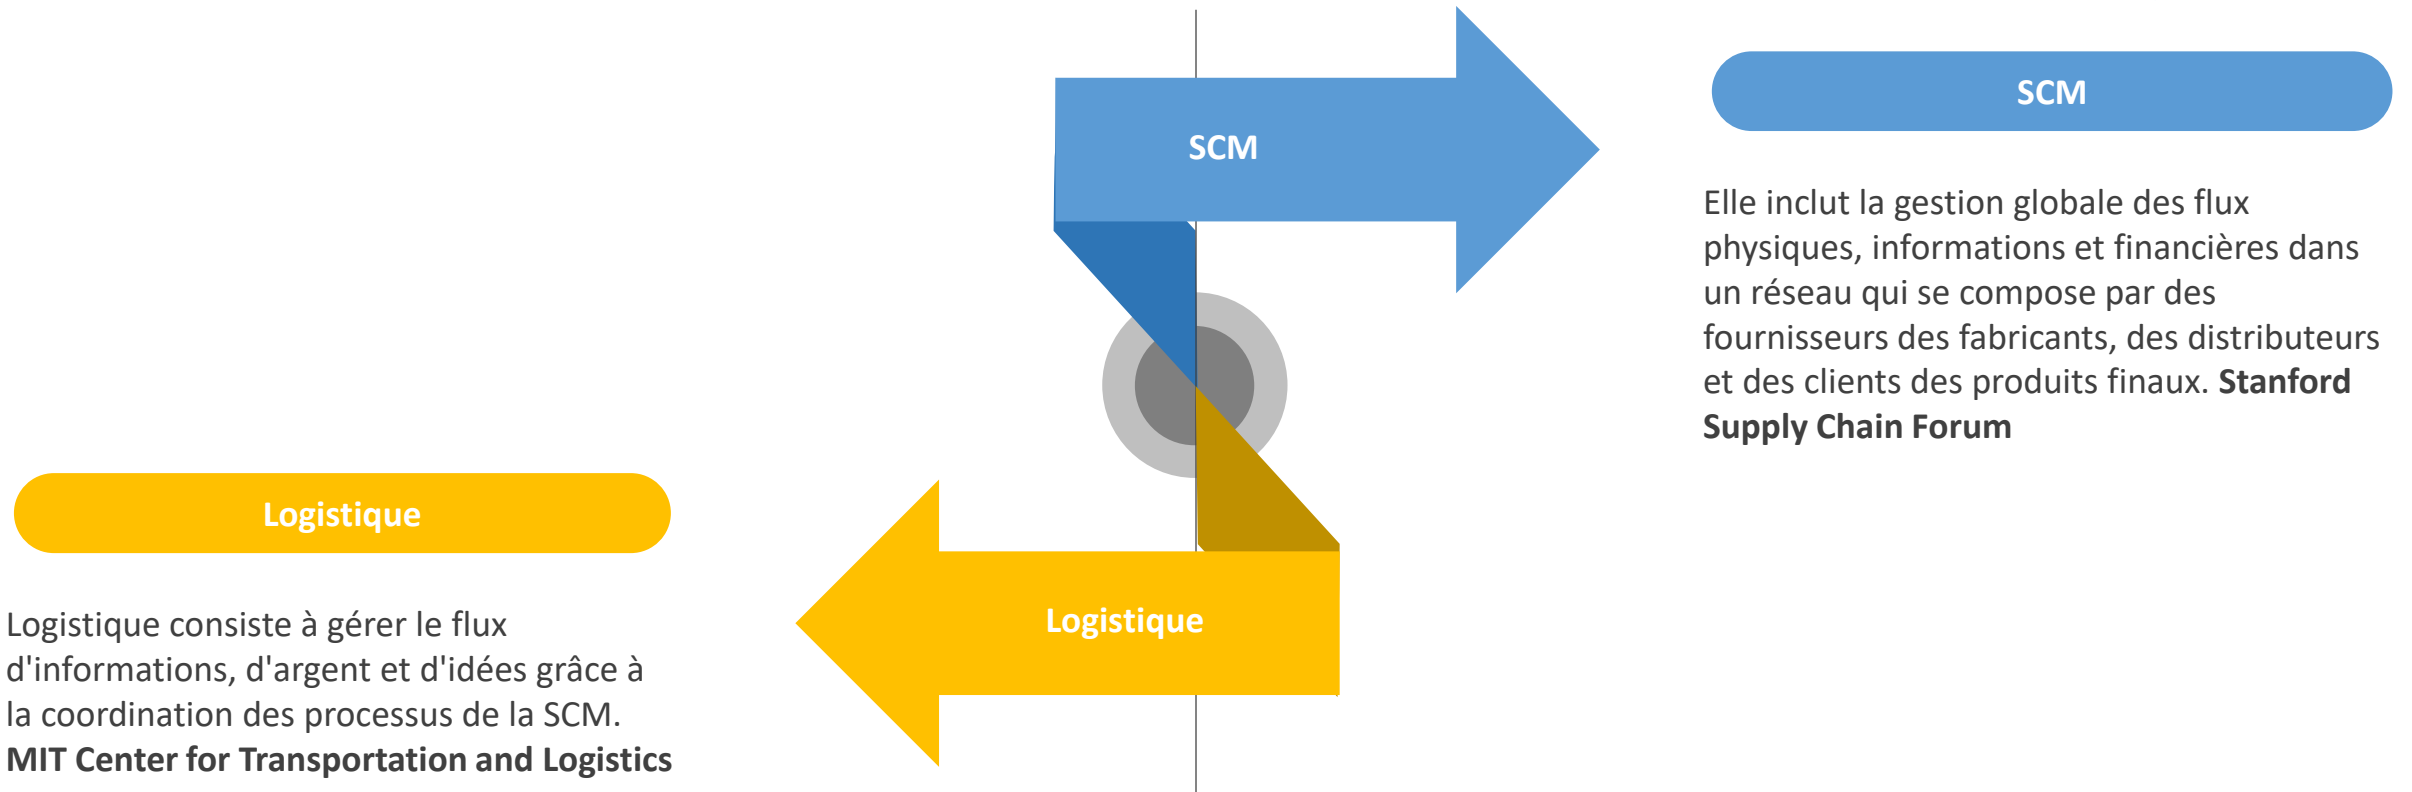 SCM
SCM
Elle inclut la gestion globale des flux
physiques, informations et financières dans
un réseau qui se compose par des
fournisseurs des fabricants, des distributeurs
et des clients des produits finaux. Stanford
Supply Chain Forum
Logistique
Logistique
Logistique consiste à gérer le flux
d'informations, d'argent et d'idées grâce à
la coordination des processus de la SCM.
MIT Center for Transportation and Logistics